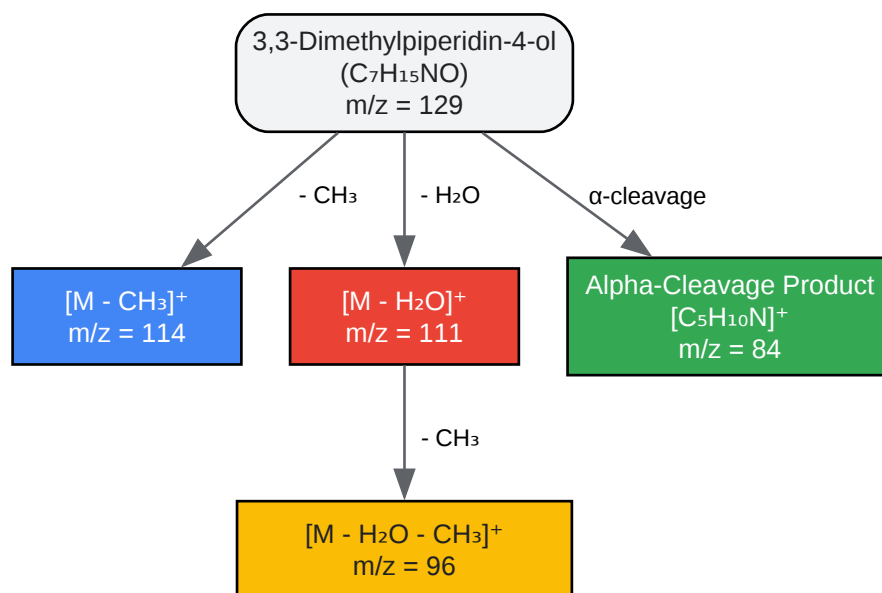 3,3-Dimethylpiperidin-4-ol
(C₇H₁₅NO)
m/z = 129
- CH₃
- H₂O
α-cleavage
[M - CH₃]⁺
m/z = 114
[M - H₂O]⁺
m/z = 111
Alpha-Cleavage Product
[C₅H₁₀N]⁺
m/z = 84
- CH₃
[M - H₂O - CH₃]⁺
m/z = 96